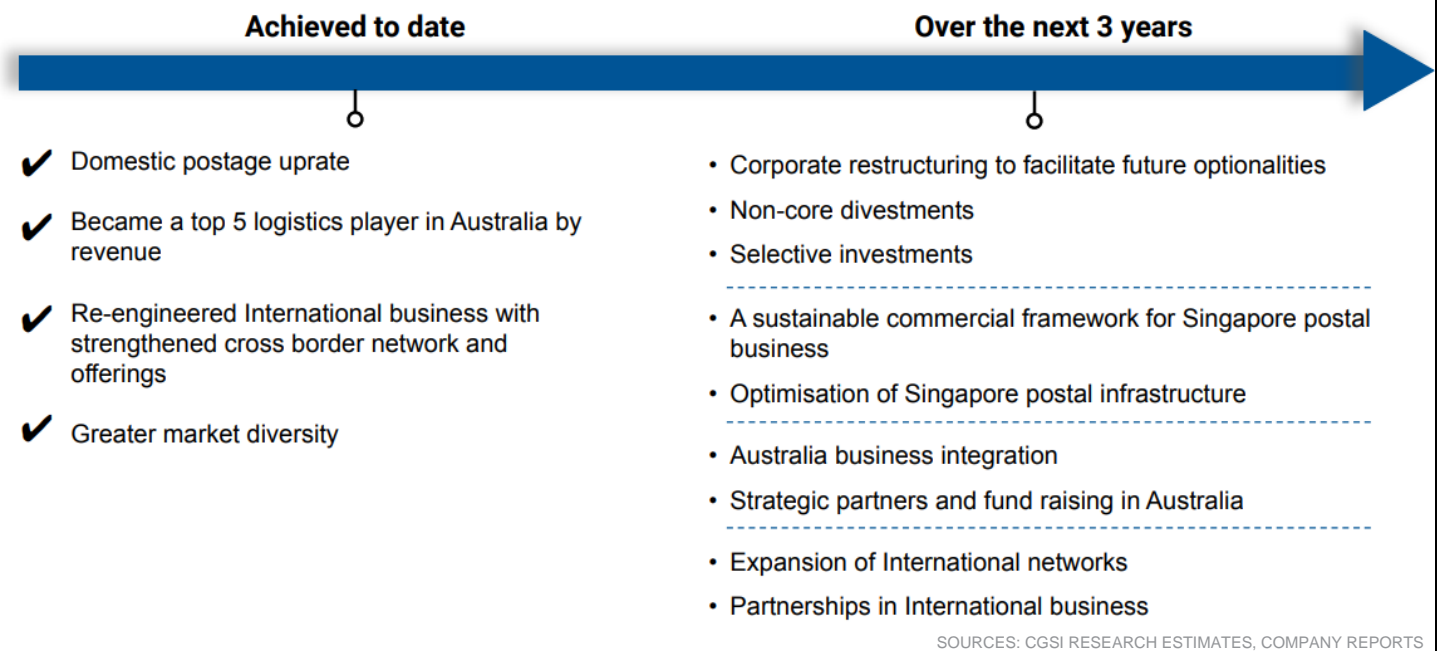 Achieved to date
Over the next 3 years
✔ Domestic postage uprate
✔ Became a top 5 logistics player in Australia by
revenue
✔ Re-engineered International business with
strengthened cross border network and
offerings
✔ Greater market diversity
• Corporate restructuring to facilitate future optionalities
• Non-core divestments
• Selective investments
• A sustainable commercial framework for Singapore postal
business
• Optimisation of Singapore postal infrastructure
• Australia business integration
• Strategic partners and fund raising in Australia
• Expansion of International networks
• Partnerships in International business
SOURCES: CGSI RESEARCH ESTIMATES, COMPANY REPORTS